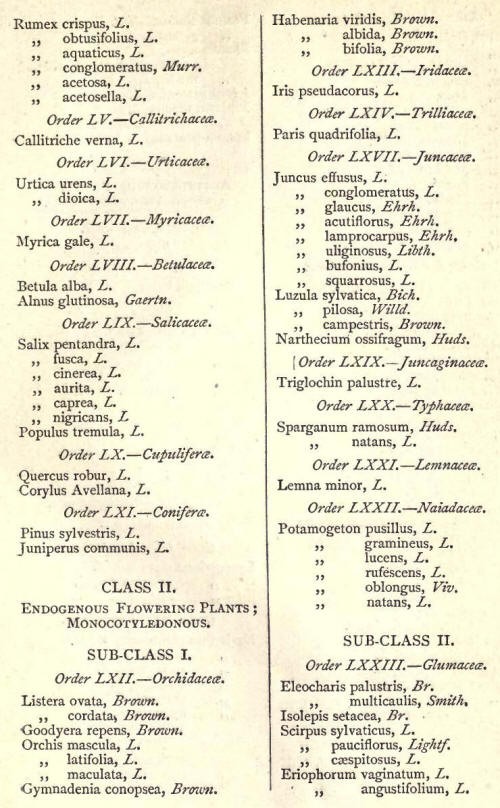 Rumex crispus, L.
„ obtusifolius, L.
„ aquaticus, L.
„ conglomeratus, Murr.
„ acetosa, L.
„ acetosella, L.
Order LV.—Callitrichaceæ.
Callitriche verna, L.
Order LVI.—Urticaceæ.
Urtica urens, L.
„ dioica, L.
Order LVII.—Myricaceæ.
Myrica gale, L.
Order LVIII.—Betulaceæ.
Betula alba, L.
Alnus glutinosa, Gaertn.
Order LIX.—Salicaceæ.
Salix pentandra, L.
„ fusca, L.
„ cinerea, L.
„ aurita, L.
„ caprea, L.
„ nigricans, L
Populus tremula, L.
Order LX.—Cupuliferæ.
Quercus robur, L.
Corylus Avellana, L.
Order LXI.—Coniferæ.
Pinus sylvestris, L.
Juniperus communis, L.
CLASS II.
ENDOGENOUS FLOWERING PLANTS;
MONOCOTYLEDONOUS.
SUB-CLASS I.
Order LXII.—Orchidaceæ.
Listera ovata, Brown.
„ cordata, Brown.
Goodyera repens, Brown.
Orchis mascula, L.
„ latifolia, L.
„ maculata, L.
Gymnadenia conopsea, Brown.
Habenaria viridis, Brown.
„ albida, Brown.
„ bifolia, Brown.
Order LXIII.—Iridaceæ.
Iris pseudacorus, L.
Order LXIV.—Trilliaceæ.
Paris quadrifolia, L.
Order LXVII.—Juncaceæ.
Juncus effusus, L.
„ conglomeratus, L.
„ glaucus, Ehrh.
„ acutiflorus, Ehrh.
„ lamprocarpus, Ehrh.
„ uliginosus, Libth.
„ bufonius, L.
„ squarrosus, L.
Luzula sylvatica, Bich.
„ pilosa, Willd.
„ campestris, Brown.
Narthecium ossifragum, Huds.
Order LXIX.—Juncaginaceæ.
Triglochin palustre, L.
Order LXX.—Typhaceæ.
Sparganum ramosum, Huds.
„ natans, L.
Order LXXI.—Lemnaceæ.
Lemna minor, L.
Order LXXII.—Naiadaceæ.
Potamogeton pusillus, L.
„ gramineus, L.
„ lucens, L.
„ rufescens, L.
„ oblongus, Viv.
„ natans, L.
SUB-CLASS II.
Order LXXIII.—Glumaceæ.
Eleocharis palustris, Br.
„ multicaulis, Smith.
Isolepis setacea, Br.
Scirpus sylvaticus, L.
„ pauciflorus, Lightf.
„ cæspitosus, L.
Eriophorum vaginatum, L.
„ angustifolium, L.